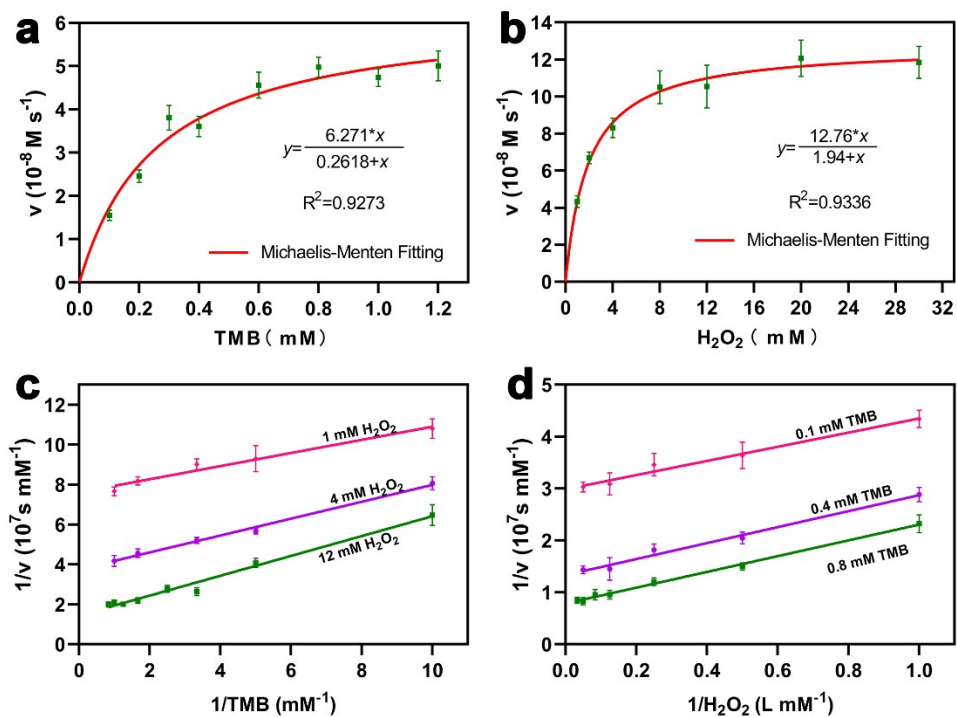 a
6
5
4
3
2
1
0
v (10⁻⁸ M s⁻¹)
y= 6.271*x / 0.2618+x
R²=0.9273
Michaelis-Menten Fitting
0.0 0.2 0.4 0.6 0.8 1.0 1.2
TMB( mM)
b
14
12
10
8
6
4
2
0
v (10⁻⁸ M s⁻¹)
y= 12.76*x / 1.94+x
R²=0.9336
Michaelis-Menten Fitting
0 4 8 12 16 20 24 28 32
H₂O₂( mM)
c
12
10
8
6
4
2
0
1/v (10⁷s mM⁻¹)
1 mM H₂O₂
4 mM H₂O₂
12 mM H₂O₂
0 2 4 6 8 10
1/TMB (mM⁻¹)
d
5
4
3
2
1
0
1/v (10⁷s mM⁻¹)
0.1 mM TMB
0.4 mM TMB
0.8 mM TMB
0.0 0.2 0.4 0.6 0.8 1.0
1/H₂O₂ (L mM⁻¹)